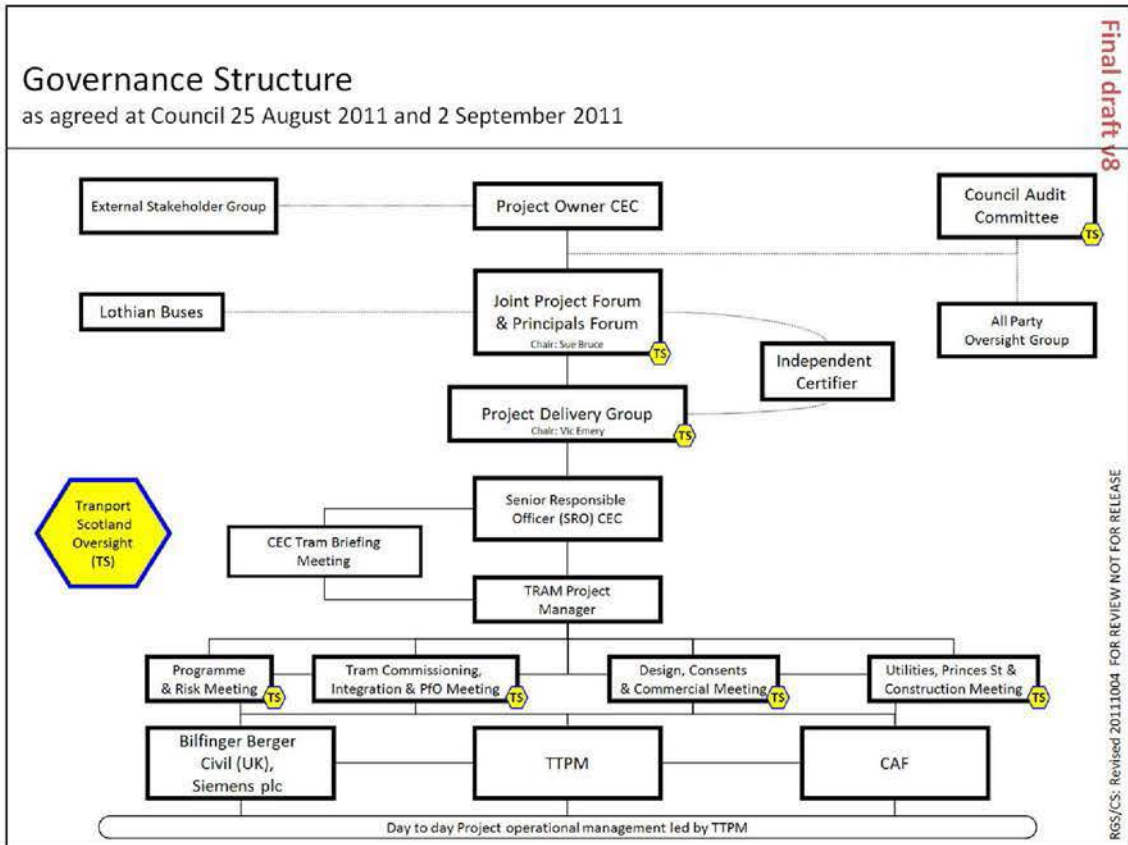 Governance Structure
as agreed at Council 25 August 2011 and 2 September 2011
Final draft v8
External Stakeholder Group
Project Owner CEC
Council Audit
Committee
TS
Lothian Buses
Joint Project Forum
& Principals Forum
Chair: Sue Bruce
TS
All Party
Oversight Group
Independent
Certifier
Project Delivery Group
Chair: Vic Emery
TS
Tranport
Scotland
Oversight
(TS)
Senior Responsible
Officer (SRO) CEC
CEC Tram Briefing
Meeting
TRAM Project
Manager
Programme
& Risk Meeting
TS
Tram Commissioning,
Integration & PfO Meeting
TS
Design, Consents
& Commercial Meeting
TS
Utilities, Princes St &
Construction Meeting
TS
Bilfinger Berger
Civil (UK),
Siemens plc
TTPM
CAF
Day to day Project operational management led by TTPM
RGS/CS: Revised 20111004 FOR REVIEW NOT FOR RELEASE